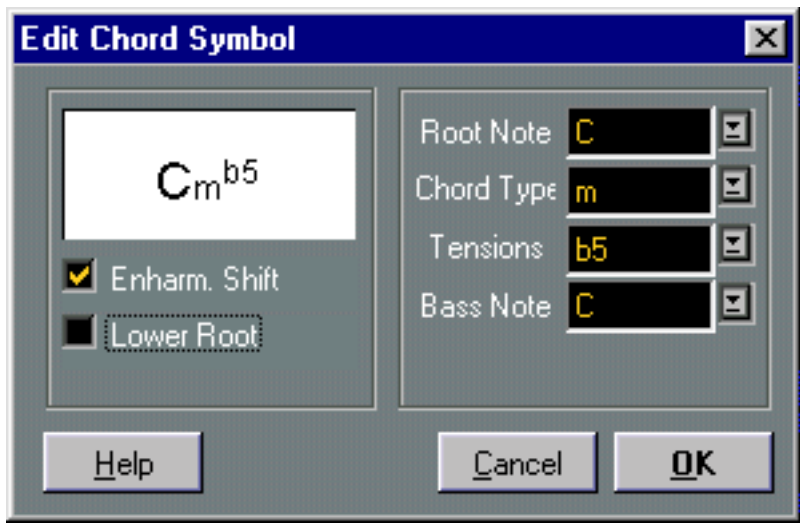 Edit Chord Symbol
Cmb5
Enharm. Shift
Lower Root
Root Note C
Chord Type m
Tensions b5
Bass Note C
Help
Cancel
OK